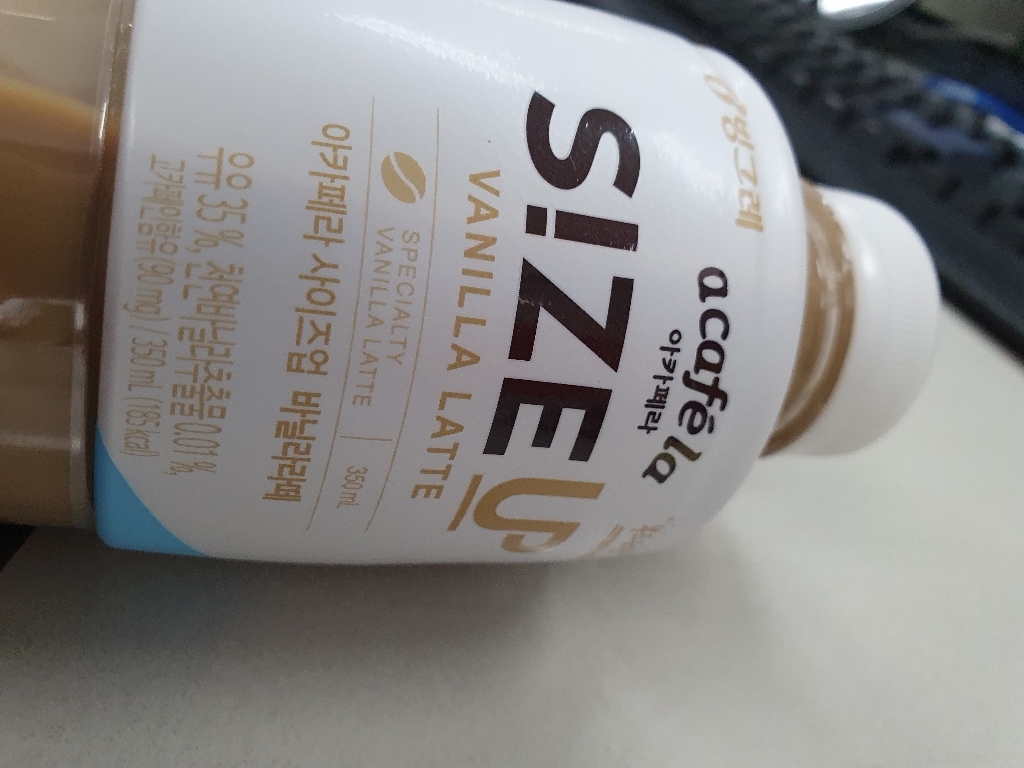 빙그레
acaféla
아카페라
SiZE UP
VANILLA LATTE
SPECIALTY
VANILLA LATTE
350 mL
아카페라 사이즈업 바닐라라떼
우유 35 %, 천연바닐라추출물 0.01 %,
고카페인함유(90 mg / 350 mL (185 kcal)